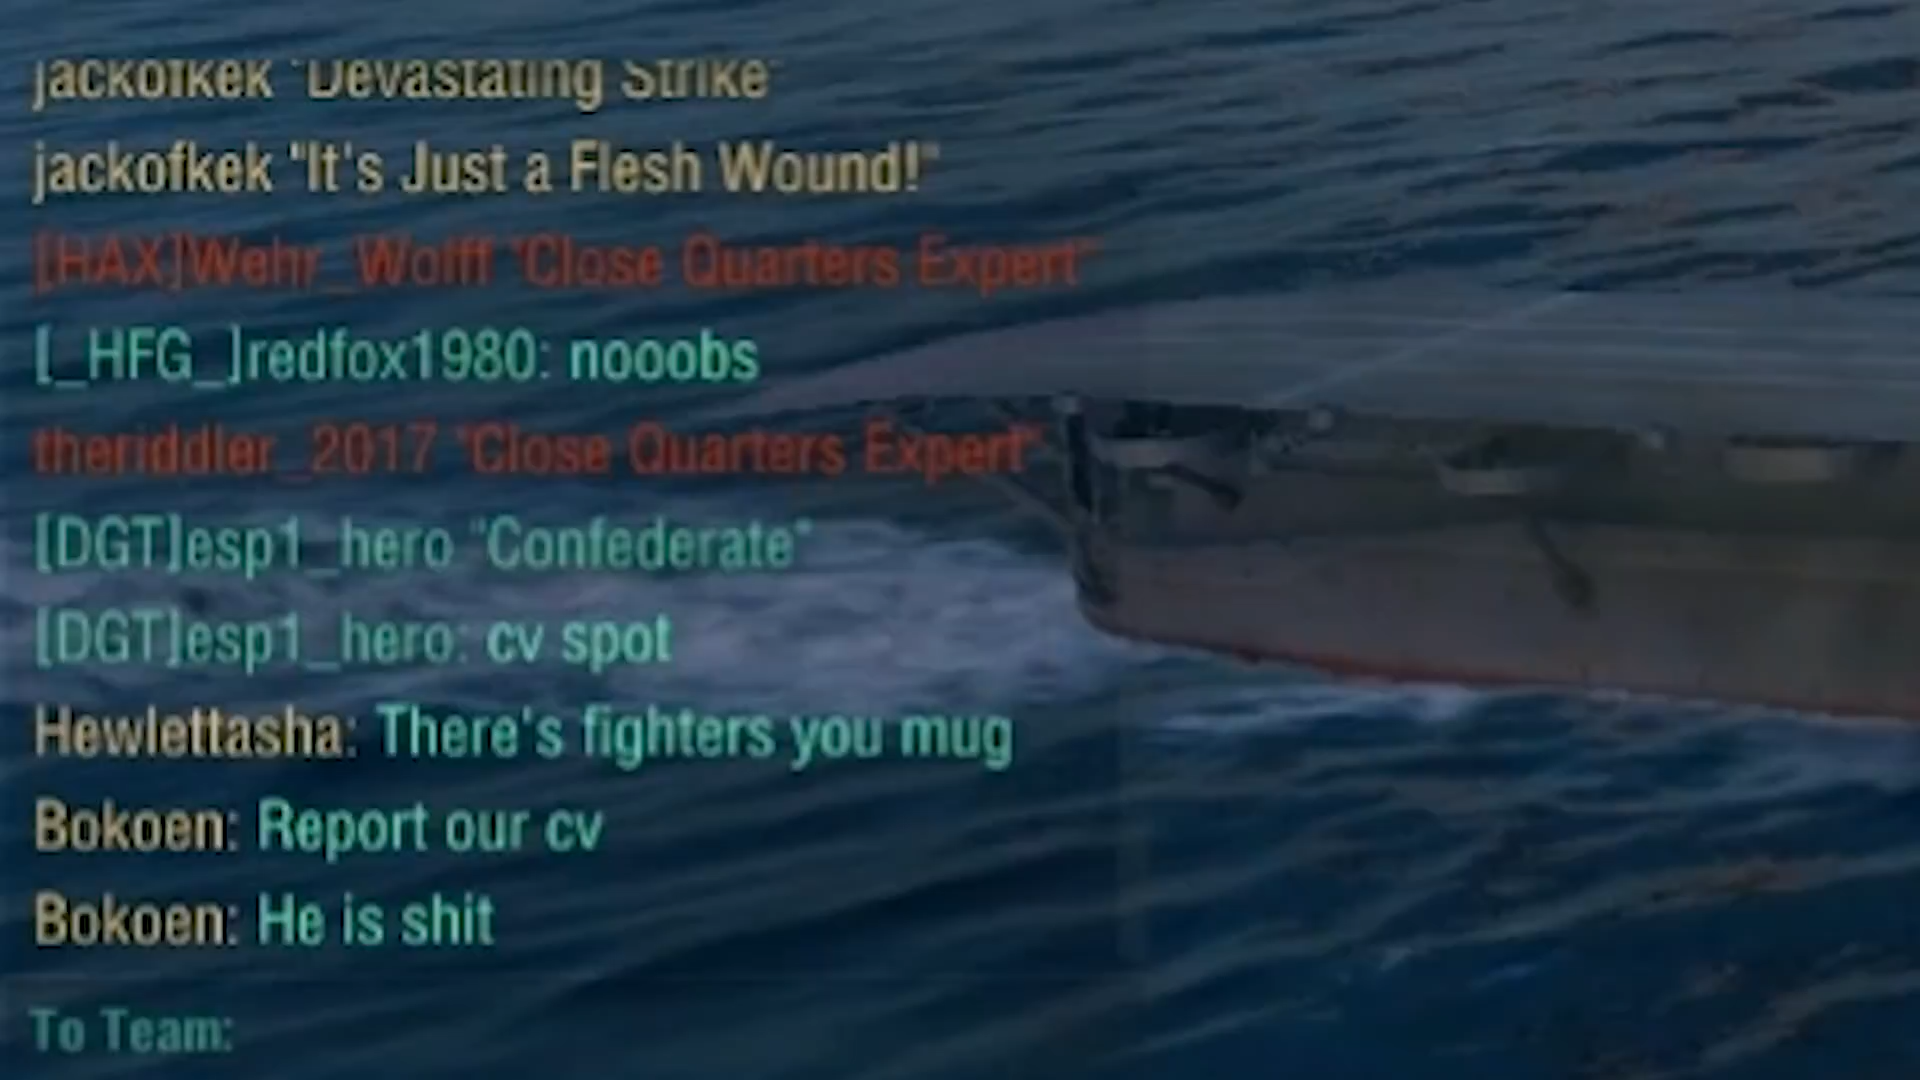 jackofkek "Devastating Strike"
jackofkek "It's Just a Flesh Wound!"
[HAX]Wehr_Wolfff "Close Quarters Expert"
[_HFG_]redfox1980: nooobs
theriddler_2017 "Close Quarters Expert"
[DGT]esp1_hero "Confederate"
[DGT]esp1_hero: cv spot
Hewlettasha: There's fighters you mug
Bokoen: Report our cv
Bokoen: He is shit
To Team: